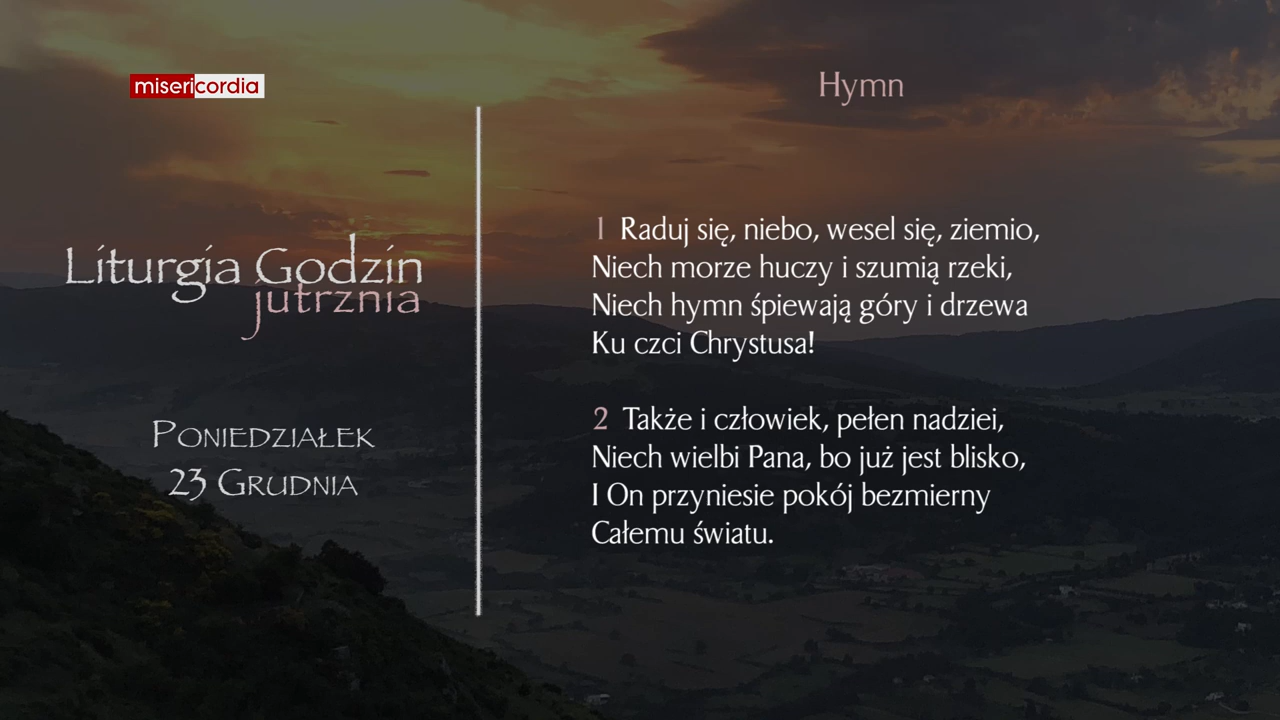 misericordia
Liturgia Godzin
jutrznia
Poniedziałek
23 Grudnia
Hymn
1 Raduj się, niebo, wesel się, ziemio,
Niech morze huczy i szumią rzeki,
Niech hymn śpiewają góry i drzewa
Ku czci Chrystusa!
2 Także i człowiek, pełen nadziei,
Niech wielbi Pana, bo już jest blisko,
I On przyniesie pokój bezmierny
Całemu światu.